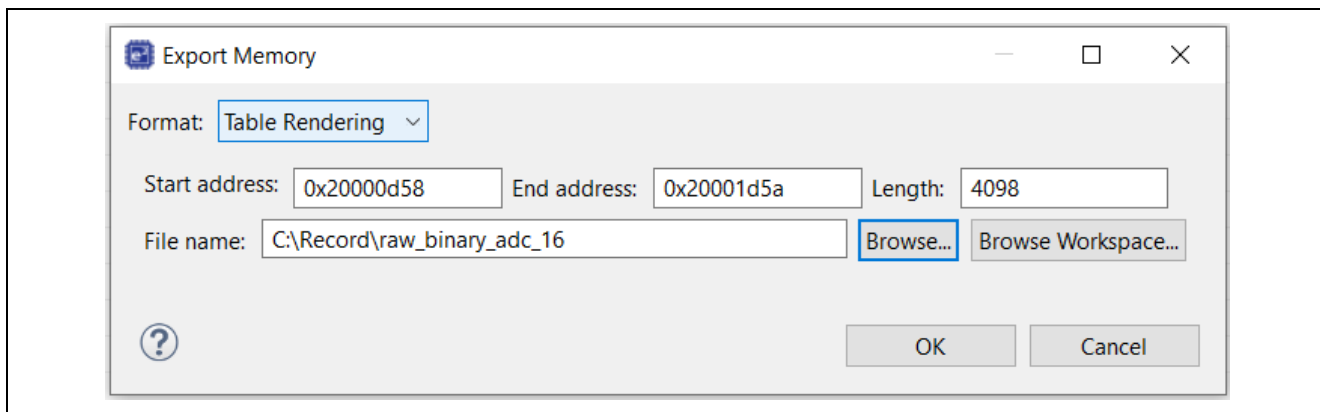 Export Memory
Format: Table Rendering
Start address: 0x20000d58 End address: 0x20001d5a Length: 4098
File name: C:\Record\raw_binary_adc_16 Browse... Browse Workspace...
? OK Cancel